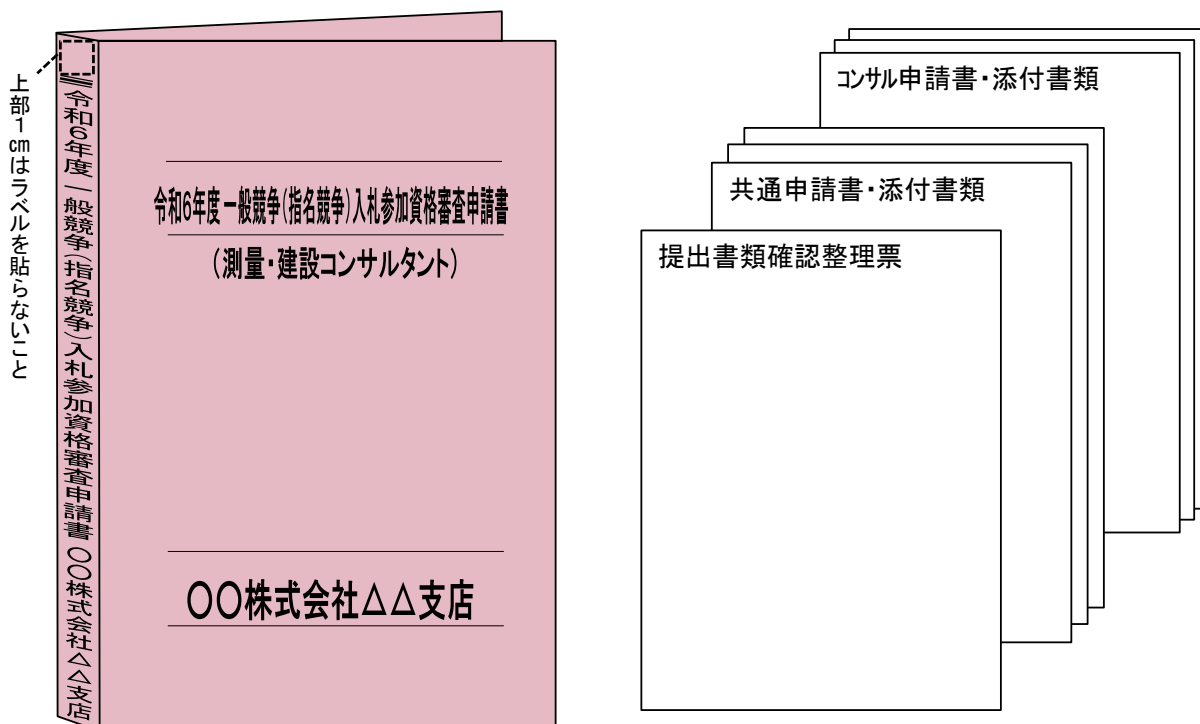 上部1cmはラベルを貼らないこと
令和6年度 一般競争(指名競争)入札参加資格審査申請書 〇〇株式会社△△支店
令和6年度 一般競争(指名競争)入札参加資格審査申請書
(測量・建設コンサルタント)
〇〇株式会社△△支店
コンサル申請書・添付書類
共通申請書・添付書類
提出書類確認整理票